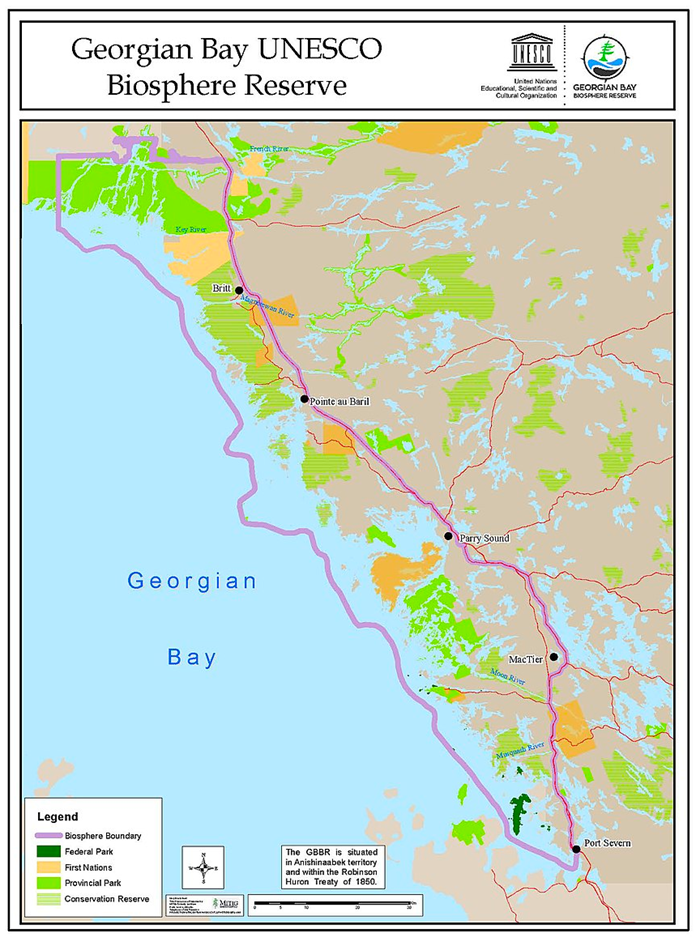 Georgian Bay UNESCO
Biosphere Reserve
UNESCO
United Nations
Educational, Scientific and
Cultural Organization
GEORGIAN BAY
BIOSPHERE RESERVE
French River
Key River
Britt
Pointe au Baril
Parry Sound
Georgian
Bay
MacTier
Moon River
Musquash River
Port Severn
Legend
Biosphere Boundary
Federal Park
First Nations
Provincial Park
Conservation Reserve
N
W
E
S
The GBBR is situated
in Anishinaabek territory
and within the Robinson
Huron Treaty of 1850.